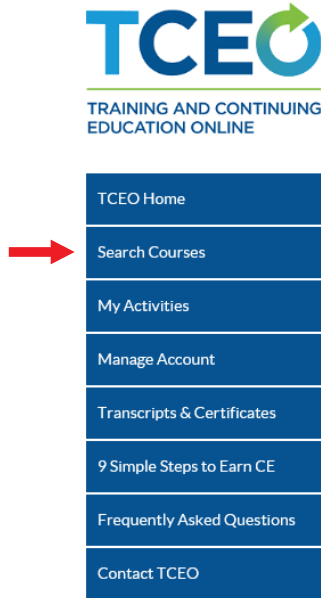 TCEO
TRAINING AND CONTINUING
EDUCATION ONLINE
TCEO Home
Search Courses
My Activities
Manage Account
Transcripts & Certificates
9 Simple Steps to Earn CE
Frequently Asked Questions
Contact TCEO